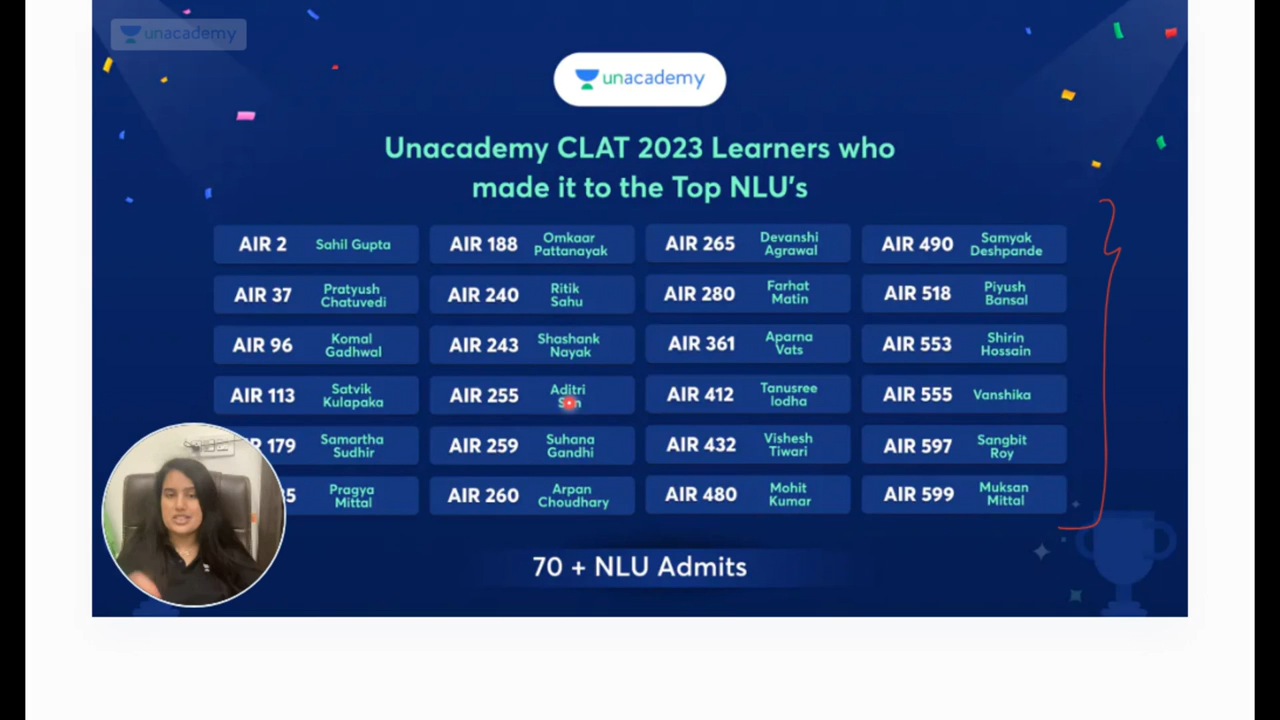 unacademy
unacademy
Unacademy CLAT 2023 Learners who
made it to the Top NLU's
AIR 2 Sahil Gupta
AIR 188 Omkaar
Pattanayak
AIR 265 Devanshi
Agrawal
AIR 490 Samyak
Deshpande
AIR 37 Pratyush
Chatuvedi
AIR 240 Ritik
Sahu
AIR 280 Farhat
Matin
AIR 518 Piyush
Bansal
AIR 96 Komal
Gadhwal
AIR 243 Shashank
Nayak
AIR 361 Aparna
Vats
AIR 553 Shirin
Hossain
AIR 113 Satvik
Kulapaka
AIR 255 Aditri
AIR 412 Tanusree
lodha
AIR 555 Vanshika
179 Samartha
Sudhir
AIR 259 Suhana
Gandhi
AIR 432 Vishesh
Tiwari
AIR 597 Sangbit
Roy
Pragya
Mittal
AIR 260 Arpan
Choudhary
AIR 480 Mohit
Kumar
AIR 599 Muksan
Mittal
70 + NLU Admits